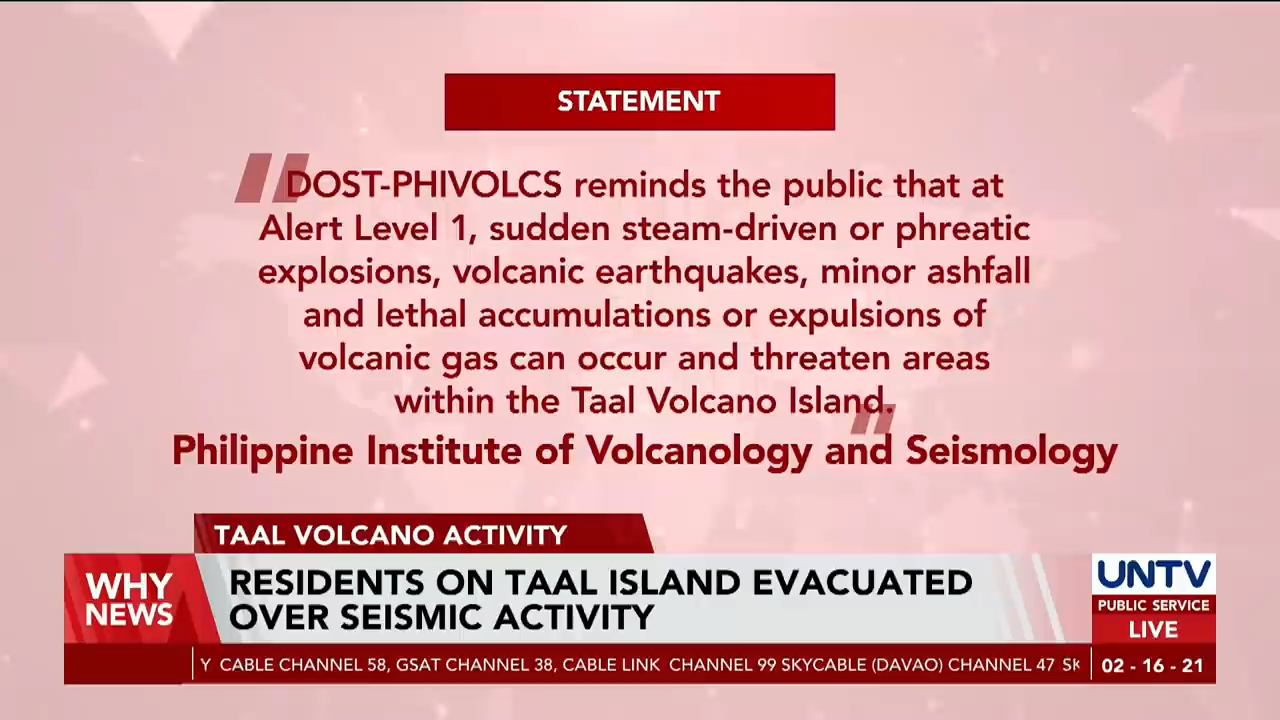 STATEMENT
"DOST-PHIVOLCS reminds the public that at
Alert Level 1, sudden steam-driven or phreatic
explosions, volcanic earthquakes, minor ashfall
and lethal accumulations or expulsions of
volcanic gas can occur and threaten areas
within the Taal Volcano Island."
Philippine Institute of Volcanology and Seismology
TAAL VOLCANO ACTIVITY
WHY
NEWS
RESIDENTS ON TAAL ISLAND EVACUATED
OVER SEISMIC ACTIVITY
UNTV
PUBLIC SERVICE
LIVE
Y CABLE CHANNEL 58, GSAT CHANNEL 38, CABLE LINK CHANNEL 99 SKYCABLE (DAVAO) CHANNEL 47 SK
02 - 16 - 21